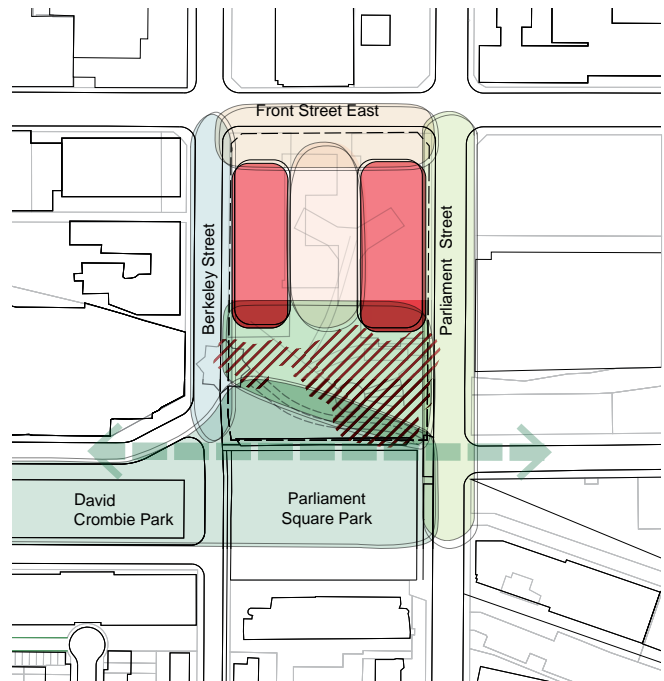 Front Street East
Berkeley Street
Parliament Street
David
Crombie Park
Parliament
Square Park